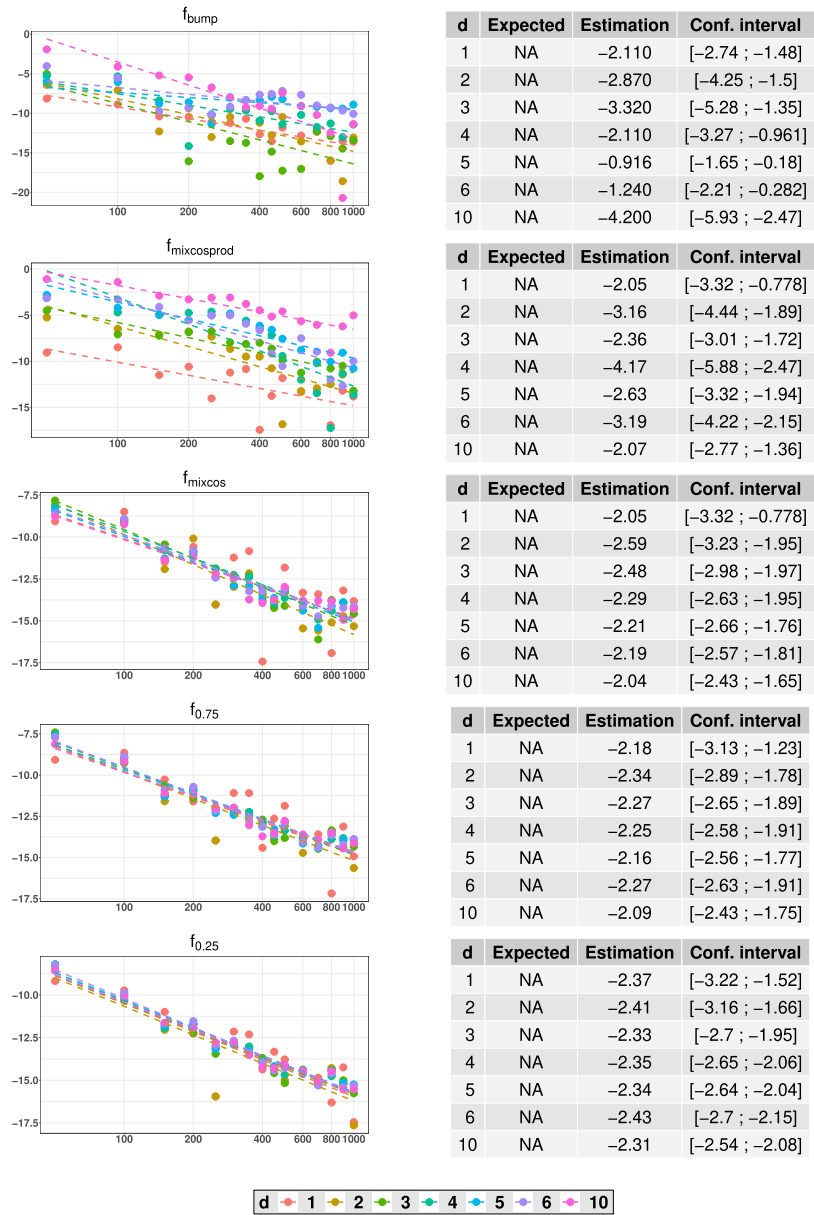 f_bump
0
−5
−10
−15
−20
100 200 400 600 800 1000
d Expected Estimation Conf. interval
1 NA −2.110 [−2.74 ; −1.48]
2 NA −2.870 [−4.25 ; −1.5]
3 NA −3.320 [−5.28 ; −1.35]
4 NA −2.110 [−3.27 ; −0.961]
5 NA −0.916 [−1.65 ; −0.18]
6 NA −1.240 [−2.21 ; −0.282]
10 NA −4.200 [−5.93 ; −2.47]
f_mixcosprod
0
−5
−10
−15
100 200 400 600 800 1000
d Expected Estimation Conf. interval
1 NA −2.05 [−3.32 ; −0.778]
2 NA −3.16 [−4.44 ; −1.89]
3 NA −2.36 [−3.01 ; −1.72]
4 NA −4.17 [−5.88 ; −2.47]
5 NA −2.63 [−3.32 ; −1.94]
6 NA −3.19 [−4.22 ; −2.15]
10 NA −2.07 [−2.77 ; −1.36]
f_mixcos
−7.5
−10.0
−12.5
−15.0
−17.5
100 200 400 600 800 1000
d Expected Estimation Conf. interval
1 NA −2.05 [−3.32 ; −0.778]
2 NA −2.59 [−3.23 ; −1.95]
3 NA −2.48 [−2.98 ; −1.97]
4 NA −2.29 [−2.63 ; −1.95]
5 NA −2.21 [−2.66 ; −1.76]
6 NA −2.19 [−2.57 ; −1.81]
10 NA −2.04 [−2.43 ; −1.65]
f_0.75
−7.5
−10.0
−12.5
−15.0
−17.5
100 200 400 600 800 1000
d Expected Estimation Conf. interval
1 NA −2.18 [−3.13 ; −1.23]
2 NA −2.34 [−2.89 ; −1.78]
3 NA −2.27 [−2.65 ; −1.89]
4 NA −2.25 [−2.58 ; −1.91]
5 NA −2.16 [−2.56 ; −1.77]
6 NA −2.27 [−2.63 ; −1.91]
10 NA −2.09 [−2.43 ; −1.75]
f_0.25
−10.0
−12.5
−15.0
−17.5
100 200 400 600 800 1000
d Expected Estimation Conf. interval
1 NA −2.37 [−3.22 ; −1.52]
2 NA −2.41 [−3.16 ; −1.66]
3 NA −2.33 [−2.7 ; −1.95]
4 NA −2.35 [−2.65 ; −2.06]
5 NA −2.34 [−2.64 ; −2.04]
6 NA −2.43 [−2.7 ; −2.15]
10 NA −2.31 [−2.54 ; −2.08]
d 1 2 3 4 5 6 10